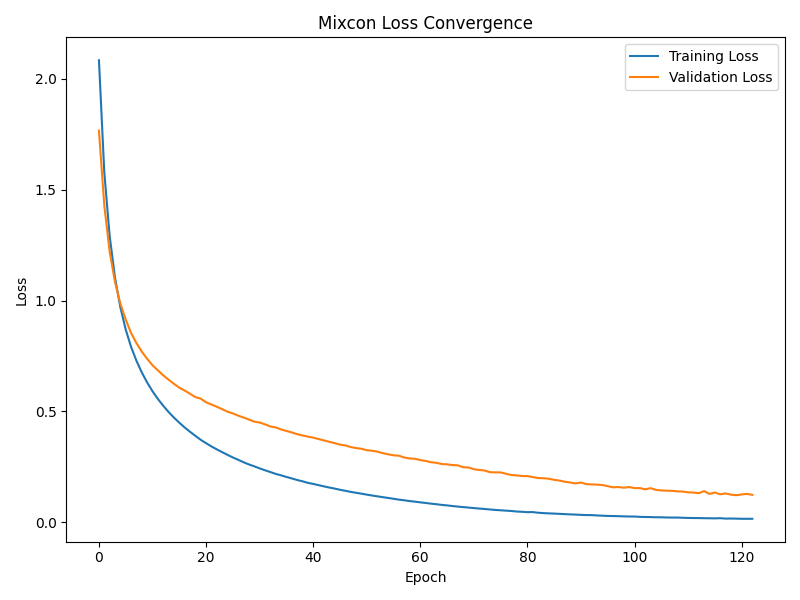 Mixcon Loss Convergence
Training Loss
Validation Loss
Loss
2.0
1.5
1.0
0.5
0.0
0 20 40 60 80 100 120
Epoch